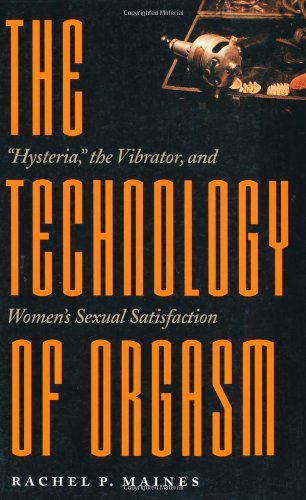 THE
“Hysteria,” the Vibrator, and
TECHNOLOGY
Women's Sexual Satisfaction
OF ORGASM
RACHEL P. MAINES